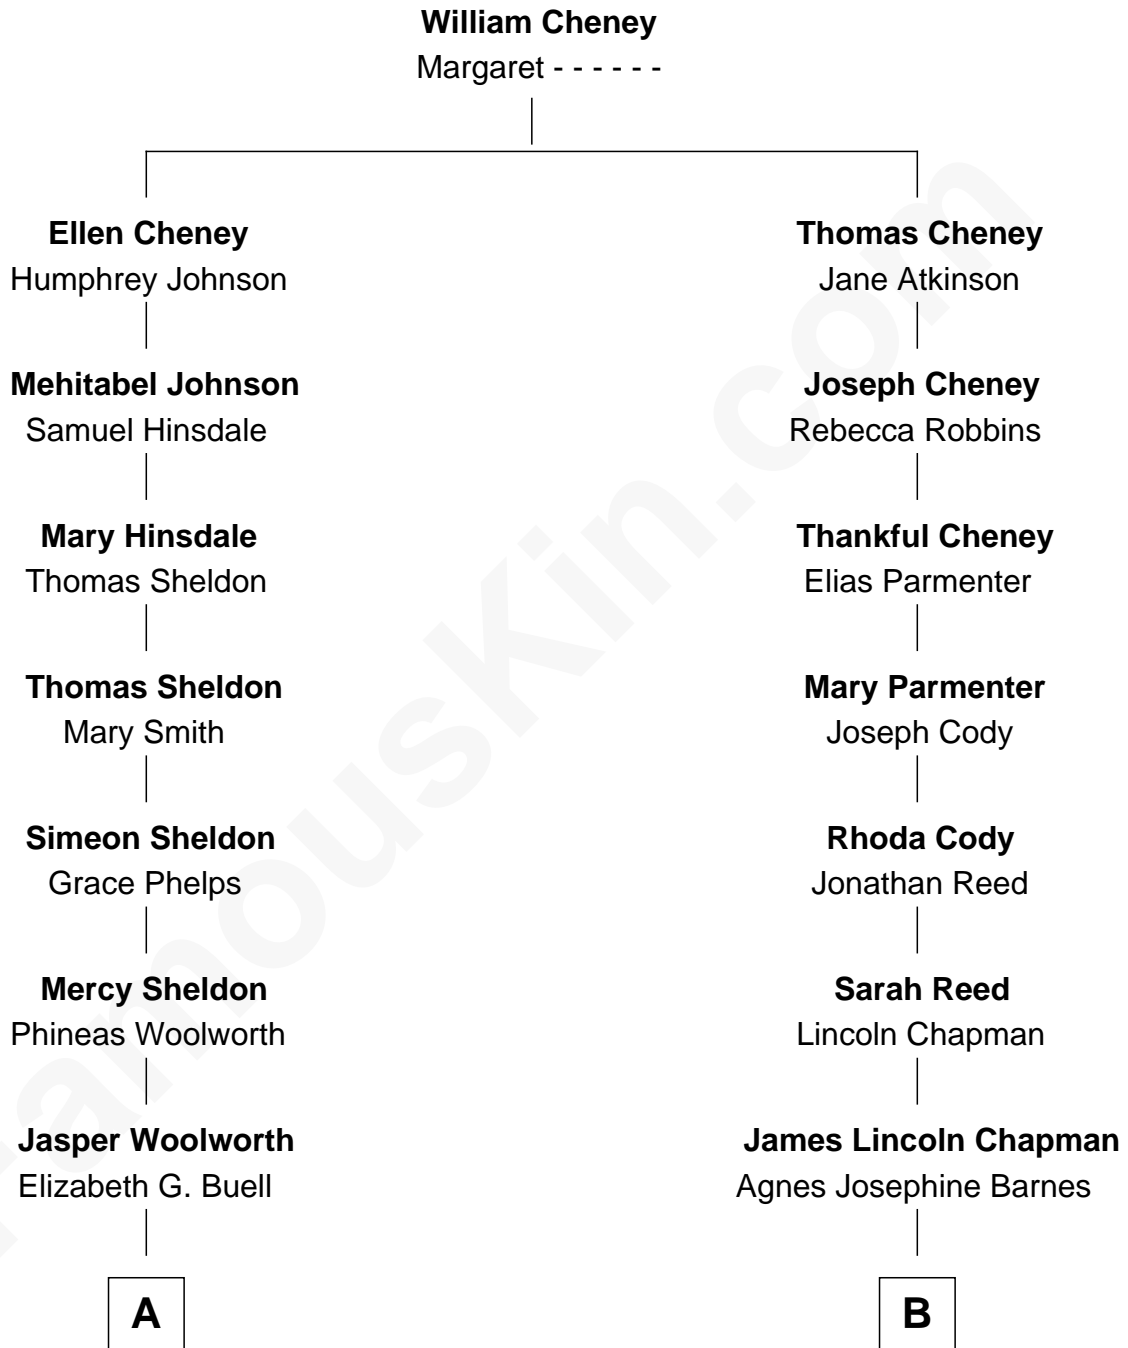 William Cheney
Margaret - - - - - -
Ellen Cheney
Humphrey Johnson
Thomas Cheney
Jane Atkinson
Mehitabel Johnson
Samuel Hinsdale
Joseph Cheney
Rebecca Robbins
Mary Hinsdale
Thomas Sheldon
Thankful Cheney
Elias Parmenter
Thomas Sheldon
Mary Smith
Mary Parmenter
Joseph Cody
Simeon Sheldon
Grace Phelps
Rhoda Cody
Jonathan Reed
Mercy Sheldon
Phineas Woolworth
Sarah Reed
Lincoln Chapman
Jasper Woolworth
Elizabeth G. Buell
James Lincoln Chapman
Agnes Josephine Barnes
A
B
FamousKin.com